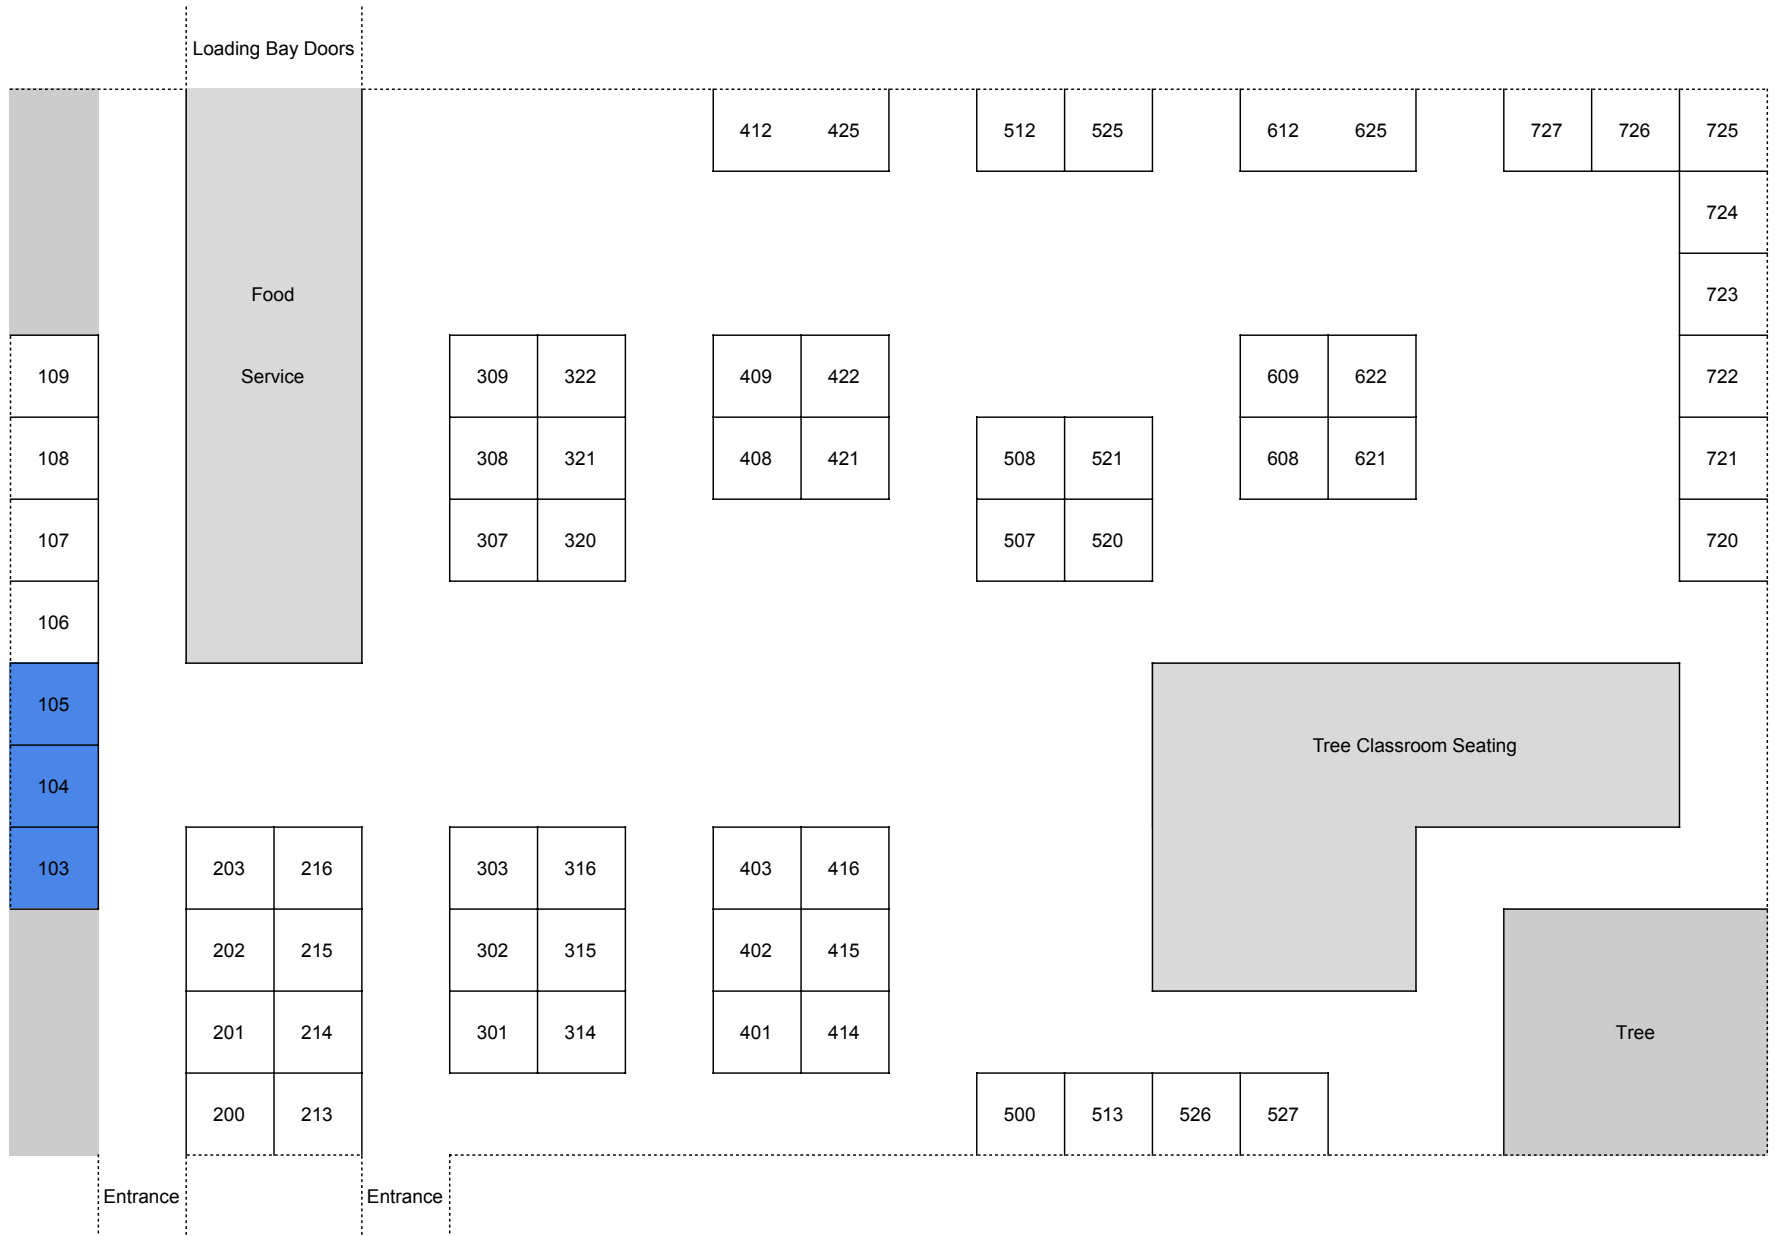 Loading Bay Doors
412 425 512 525 612 625 727 726 725
724
Food 723
109 Service 309 322 409 422 609 622 722
108 308 321 408 421 508 521 608 621 721
107 307 320 507 520 720
106
105
Tree Classroom Seating
104
103 203 216 303 316 403 416
202 215 302 315 402 415
201 214 301 314 401 414 Tree
200 213 500 513 526 527
Entrance Entrance